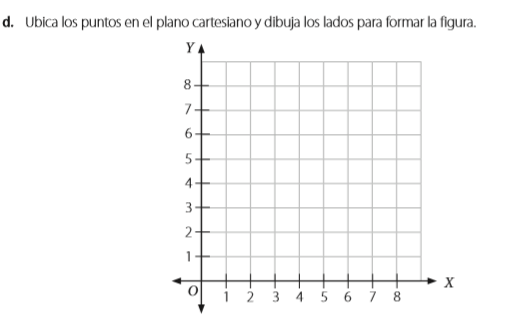 d. Ubica los puntos en el plano cartesiano y dibuja los lados para formar la figura.
Y
8
7
6
5
4
3
2
1
X
O
1 2 3 4 5 6 7 8